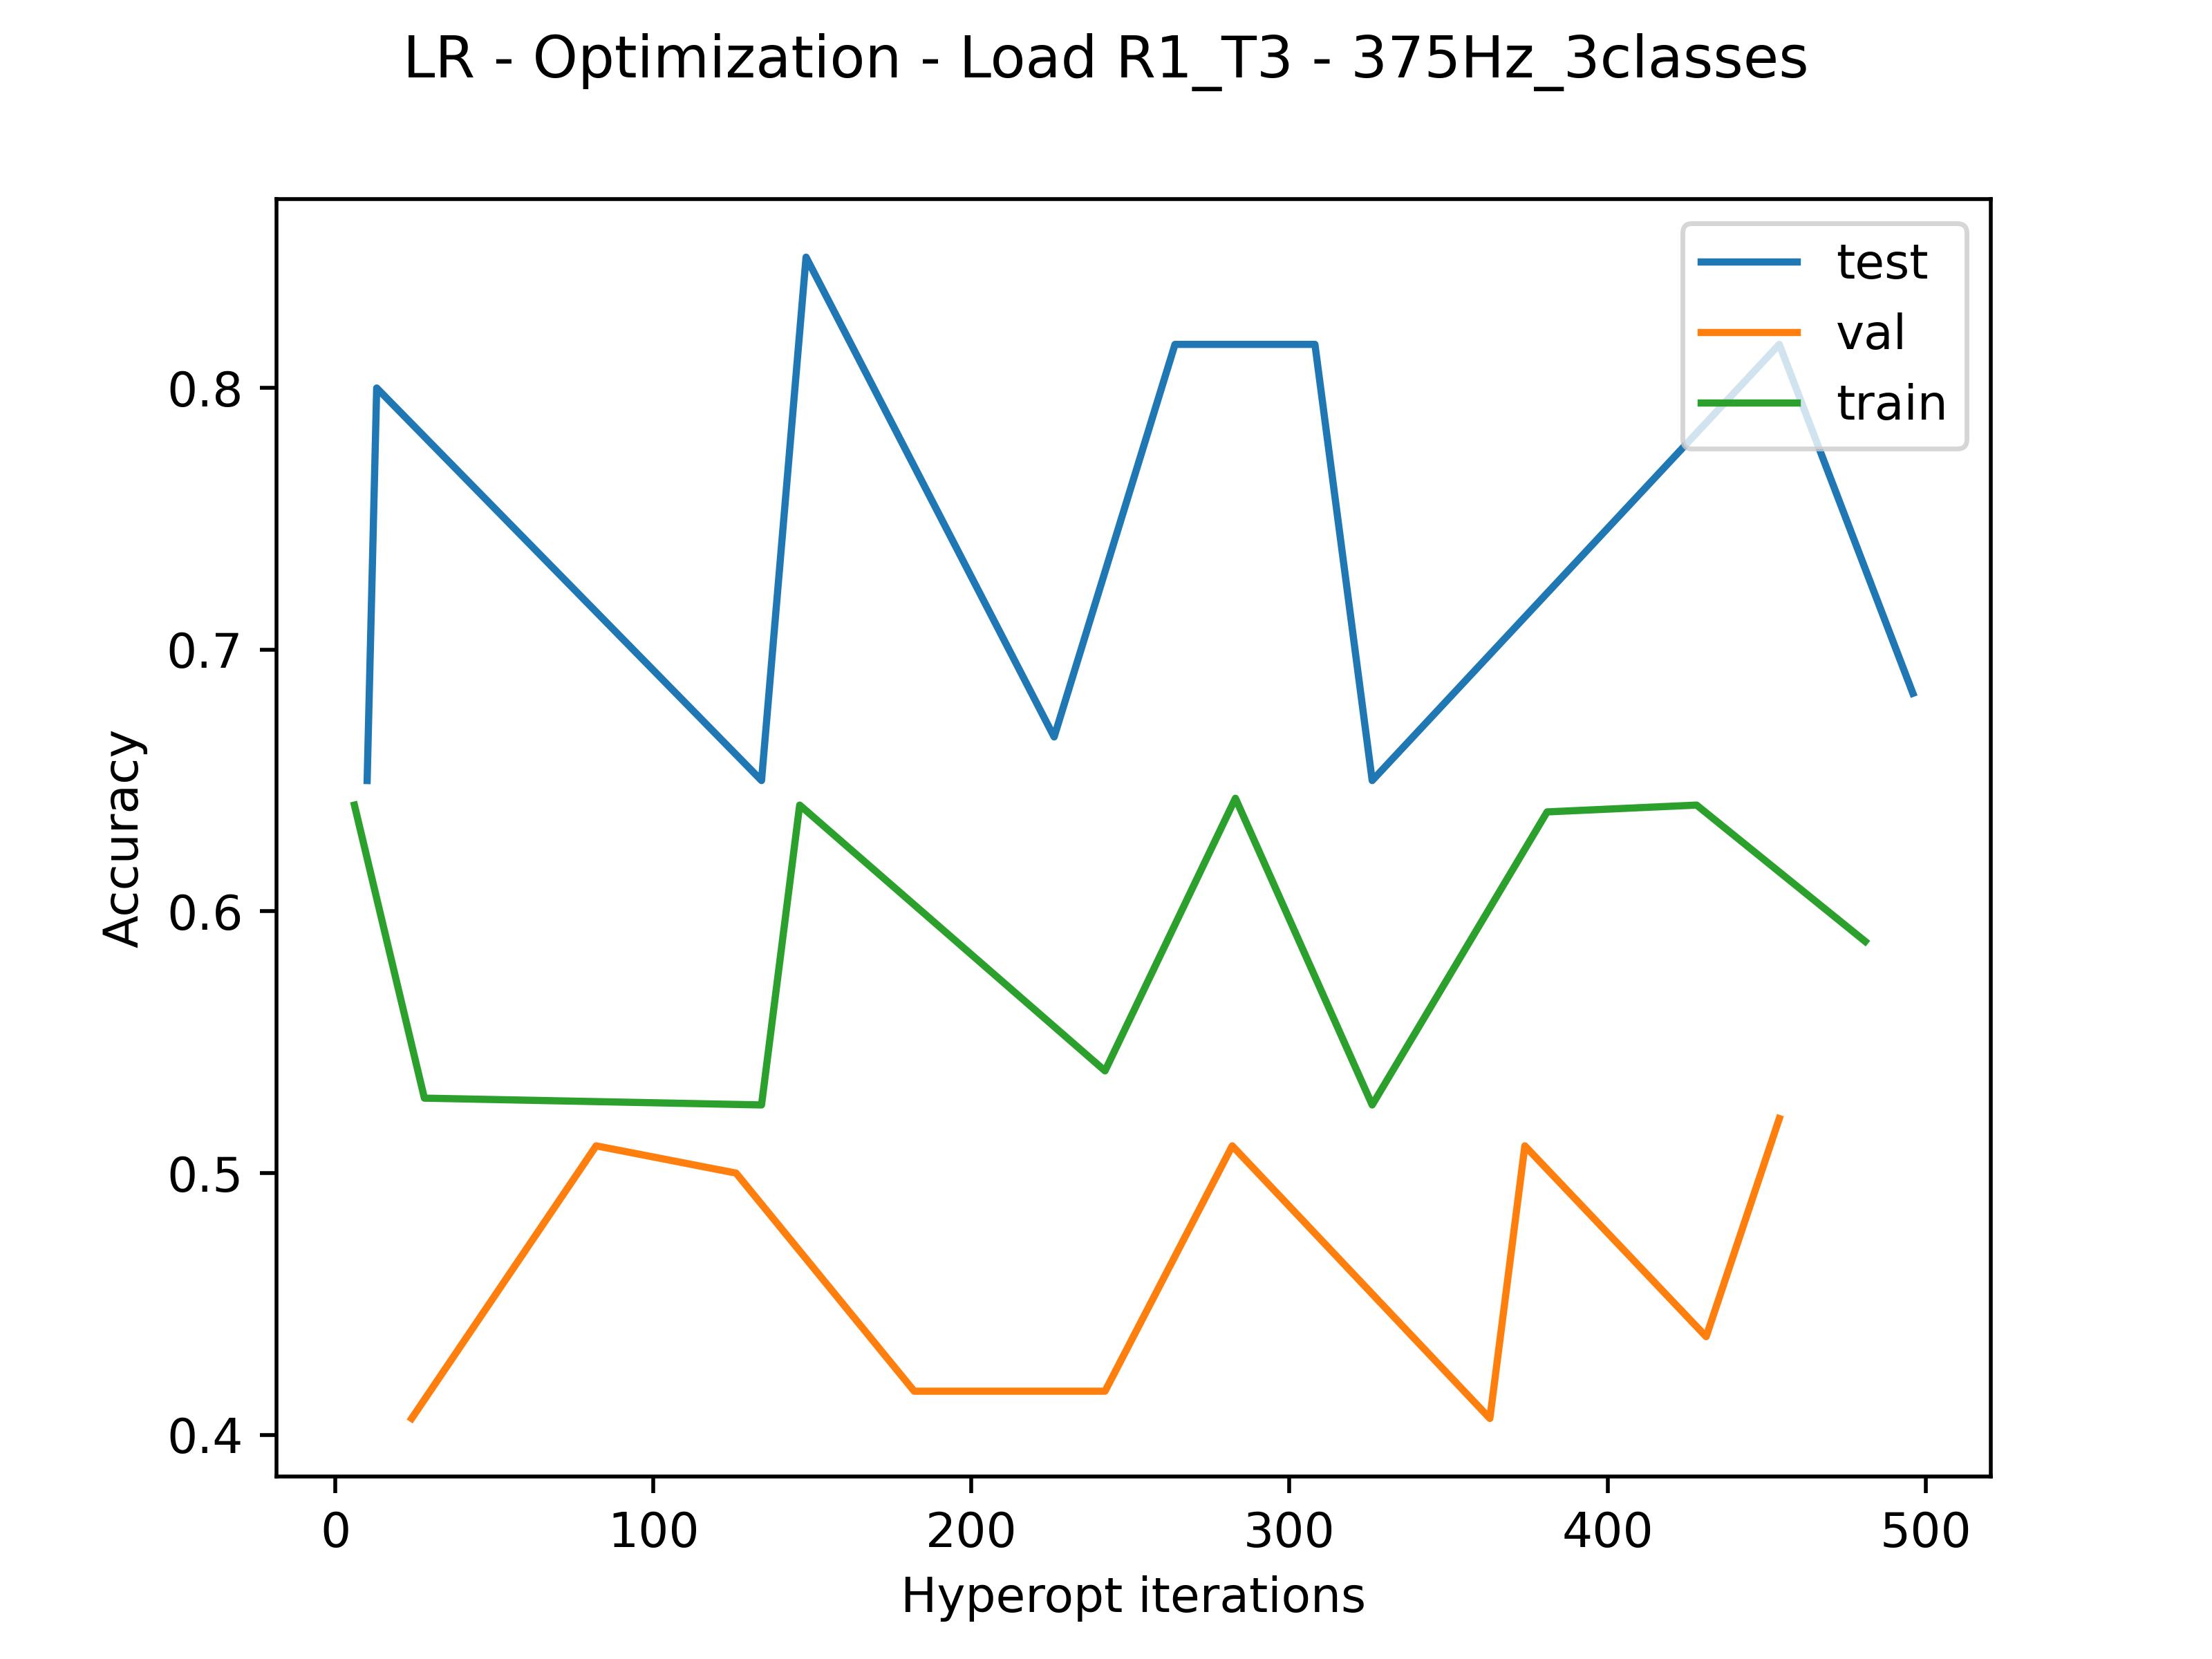 LR - Optimization - Load R1_T3 - 375Hz_3classes
test
val
train
0.8
0.7
0.6
0.5
0.4
Accuracy
0 100 200 300 400 500
Hyperopt iterations